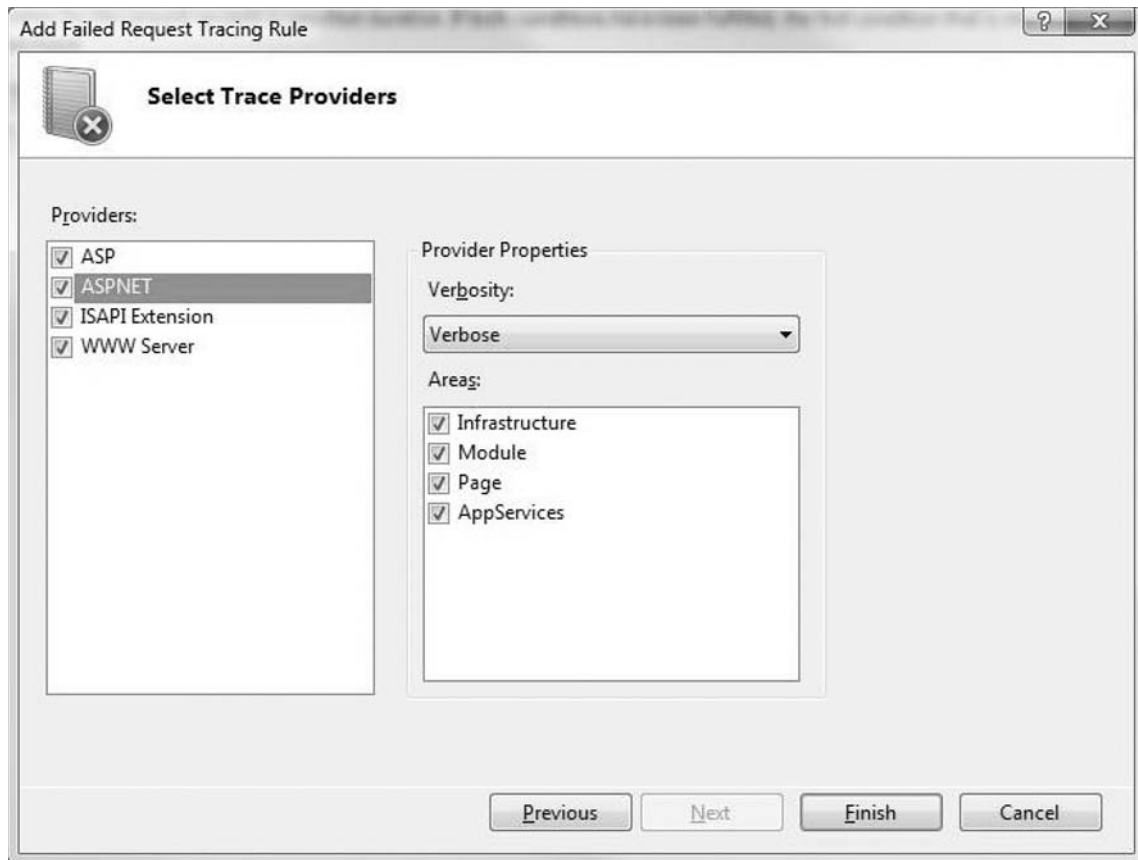 Add Failed Request Tracing Rule
Select Trace Providers
Providers:
ASP
ASPNET
ISAPI Extension
WWW Server
Provider Properties
Verbosity:
Verbose
Areas:
Infrastructure
Module
Page
AppServices
Previous Next Finish Cancel